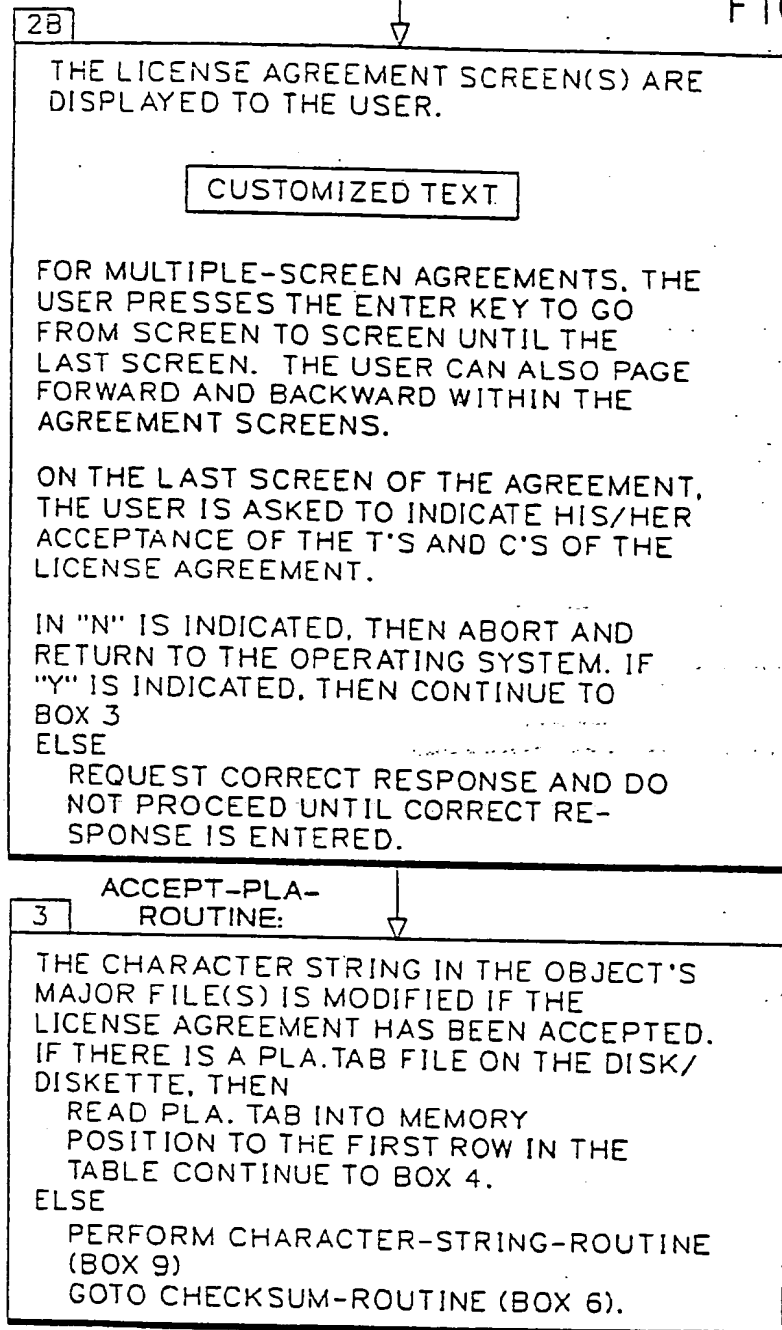 FIG
2B
THE LICENSE AGREEMENT SCREEN(S) ARE
DISPLAYED TO THE USER.
CUSTOMIZED TEXT
FOR MULTIPLE-SCREEN AGREEMENTS, THE
USER PRESSES THE ENTER KEY TO GO
FROM SCREEN TO SCREEN UNTIL THE
LAST SCREEN. THE USER CAN ALSO PAGE
FORWARD AND BACKWARD WITHIN THE
AGREEMENT SCREENS.
ON THE LAST SCREEN OF THE AGREEMENT,
THE USER IS ASKED TO INDICATE HIS/HER
ACCEPTANCE OF THE T'S AND C'S OF THE
LICENSE AGREEMENT.
IN "N" IS INDICATED, THEN ABORT AND
RETURN TO THE OPERATING SYSTEM. IF
"Y" IS INDICATED, THEN CONTINUE TO
BOX 3
ELSE
REQUEST CORRECT RESPONSE AND DO
NOT PROCEED UNTIL CORRECT RE-
SPONSE IS ENTERED.
ACCEPT-PLA-
3 ROUTINE:
THE CHARACTER STRING IN THE OBJECT'S
MAJOR FILE(S) IS MODIFIED IF THE
LICENSE AGREEMENT HAS BEEN ACCEPTED.
IF THERE IS A PLA.TAB FILE ON THE DISK/
DISKETTE, THEN
READ PLA. TAB INTO MEMORY
POSITION TO THE FIRST ROW IN THE
TABLE CONTINUE TO BOX 4.
ELSE
PERFORM CHARACTER-STRING-ROUTINE
(BOX 9)
GOTO CHECKSUM-ROUTINE (BOX 6).